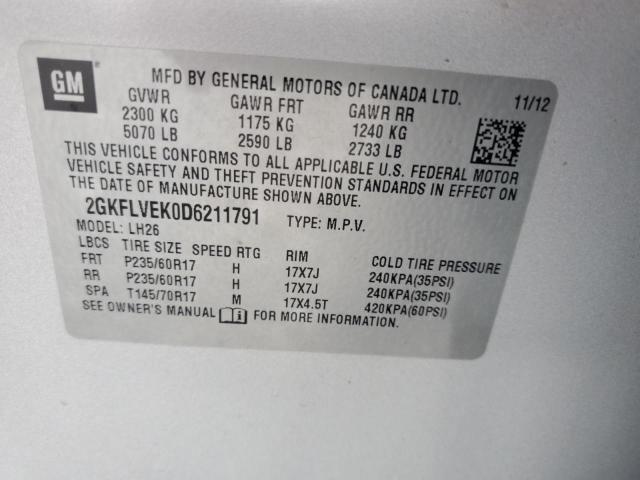 GM
MFD BY GENERAL MOTORS OF CANADA LTD. 11/12
GVWR GAWR FRT GAWR RR
2300 KG 1175 KG 1240 KG
5070 LB 2590 LB 2733 LB
THIS VEHICLE CONFORMS TO ALL APPLICABLE U.S. FEDERAL MOTOR
VEHICLE SAFETY AND THEFT PREVENTION STANDARDS IN EFFECT ON
THE DATE OF MANUFACTURE SHOWN ABOVE.
2GKFLVEK0D6211791 TYPE: M.P.V.
MODEL: LH26
LBCS TIRE SIZE SPEED RTG RIM COLD TIRE PRESSURE
FRT P235/60R17 H 17X7J 240KPA(35PSI)
RR P235/60R17 H 17X7J 240KPA(35PSI)
SPA T145/70R17 M 17X4.5T 420KPA(60PSI)
SEE OWNER'S MANUAL FOR MORE INFORMATION.